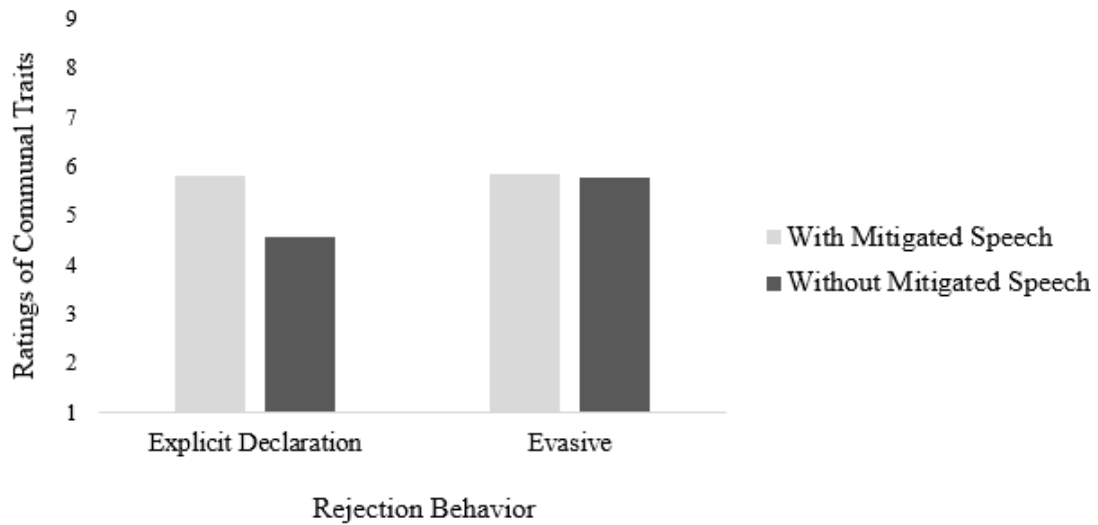 Ratings of Communal Traits
9
8
7
6
5
4
3
2
1
Explicit Declaration
Evasive
Rejection Behavior
With Mitigated Speech
Without Mitigated Speech